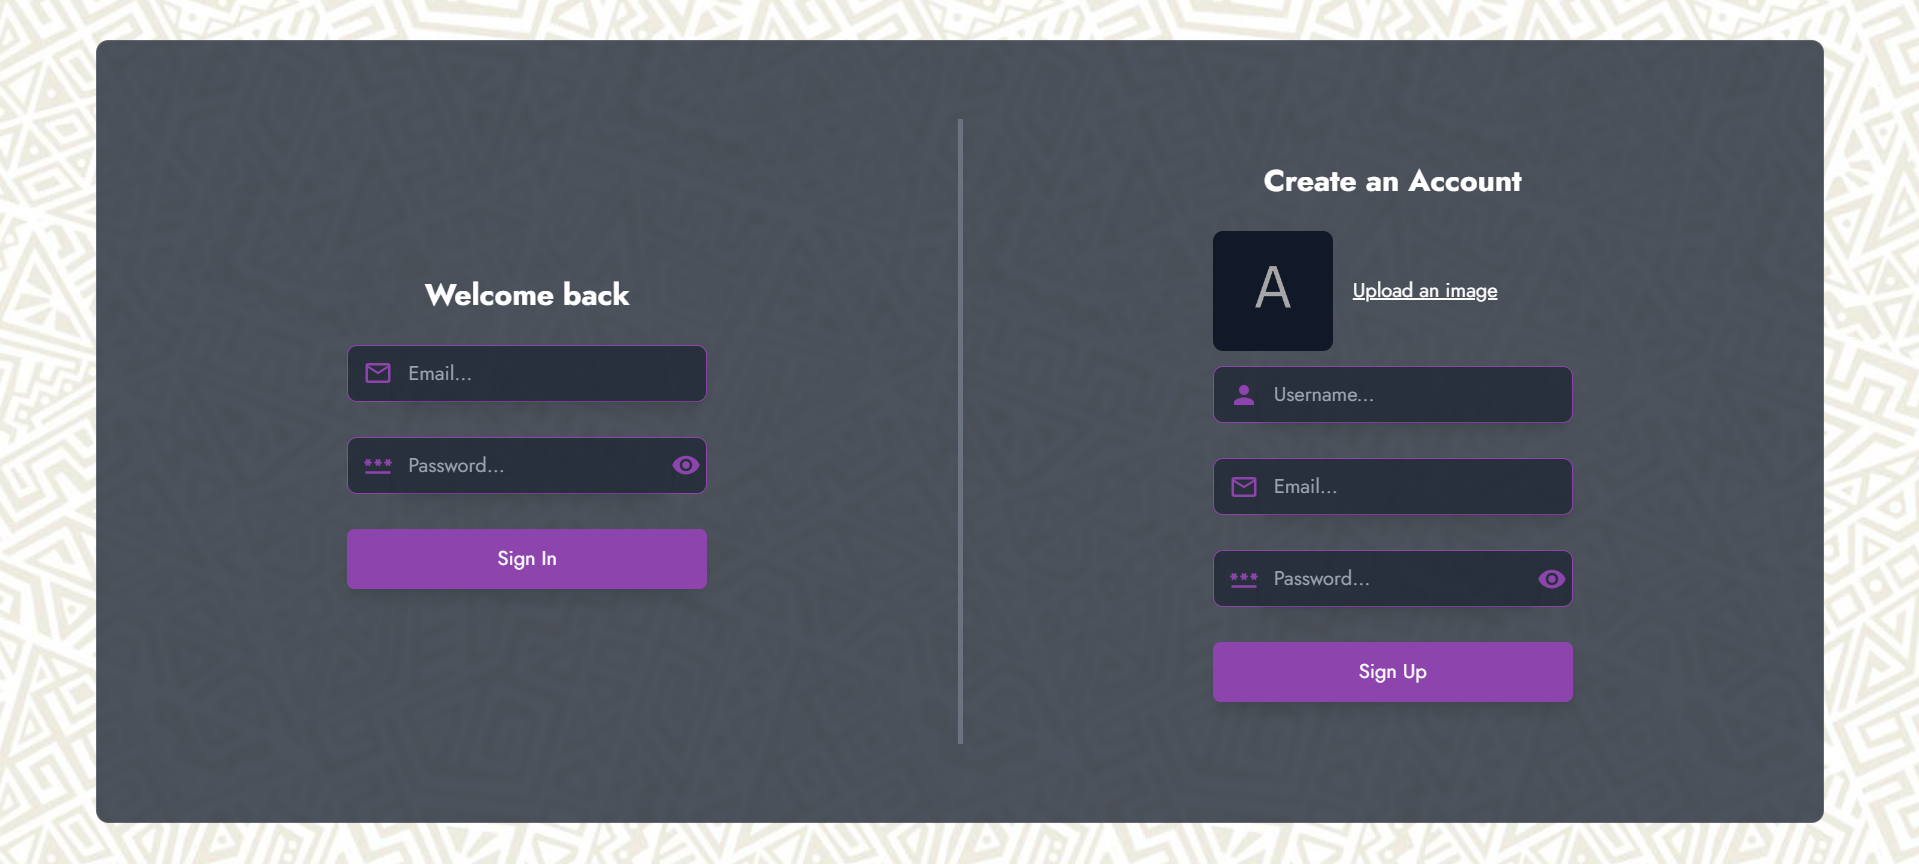 Welcome back
Email...
Password...
Sign In
Create an Account
A
Upload an image
Username...
Email...
Password...
Sign Up